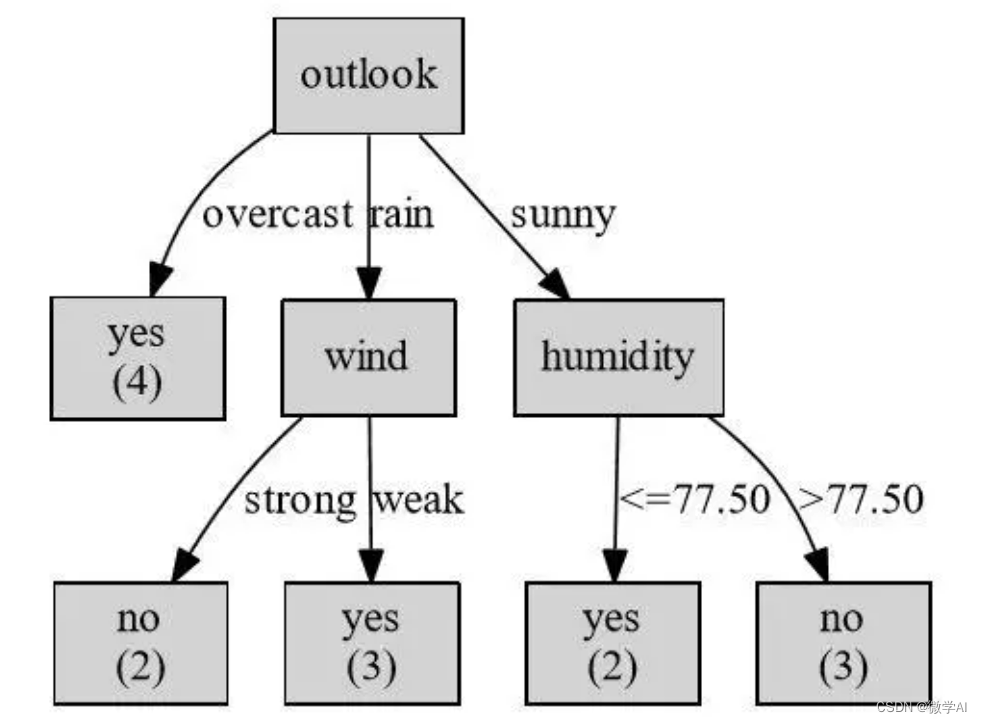 outlook
overcast rain sunny
yes
(4)
wind
humidity
strong weak <=77.50 >77.50
no
(2)
yes
(3)
yes
(2)
no
(3)
CSDN @微学AI